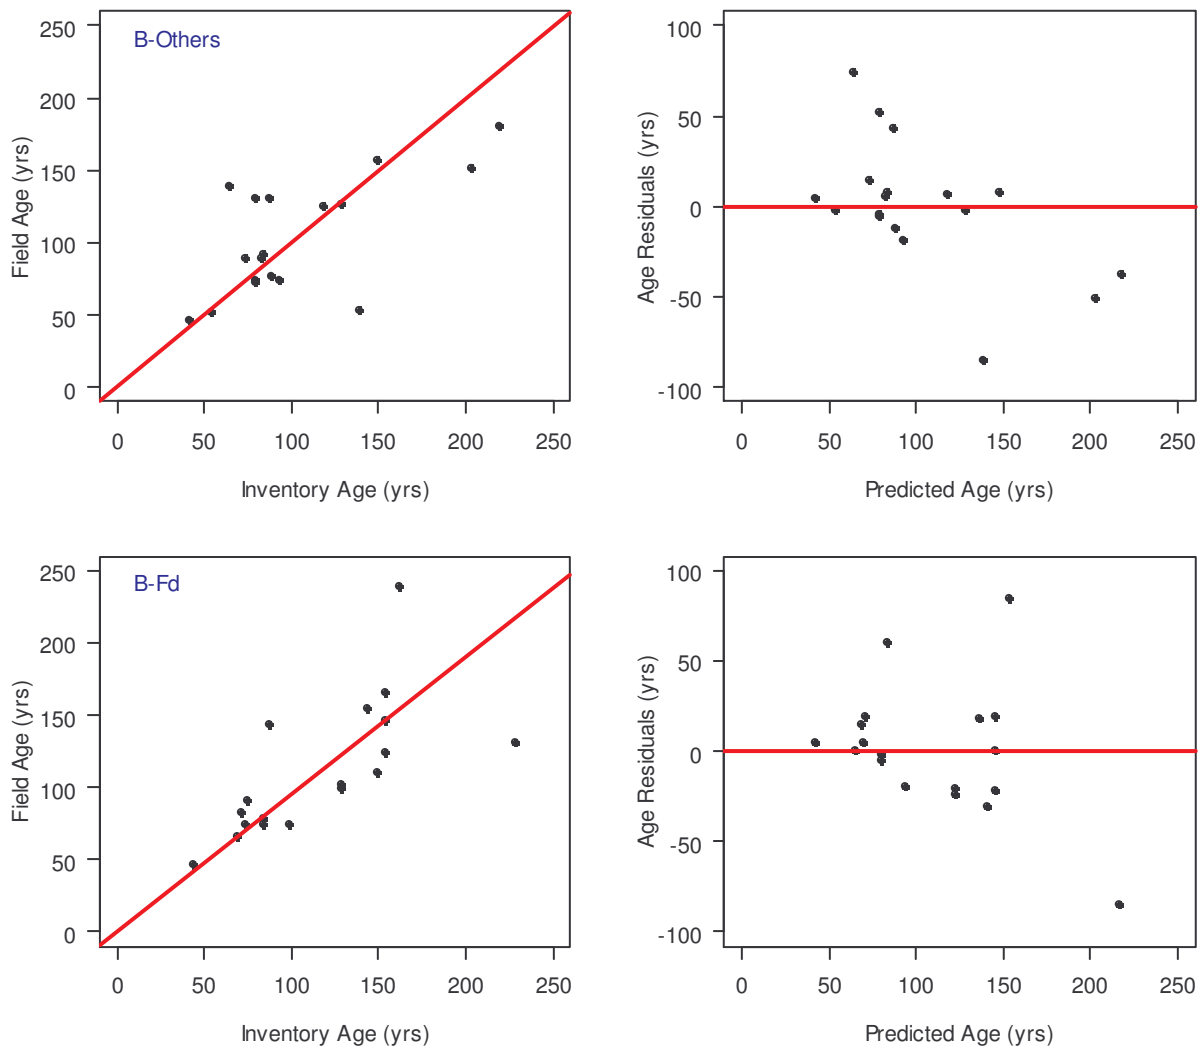 B-Others
Field Age (yrs)
250
200
150
100
50
0
0 50 100 150 200 250
Inventory Age (yrs)
Age Residuals (yrs)
100
50
0
-50
-100
0 50 100 150 200 250
Predicted Age (yrs)
B-Fd
Field Age (yrs)
250
200
150
100
50
0
0 50 100 150 200 250
Inventory Age (yrs)
Age Residuals (yrs)
100
50
0
-50
-100
0 50 100 150 200 250
Predicted Age (yrs)